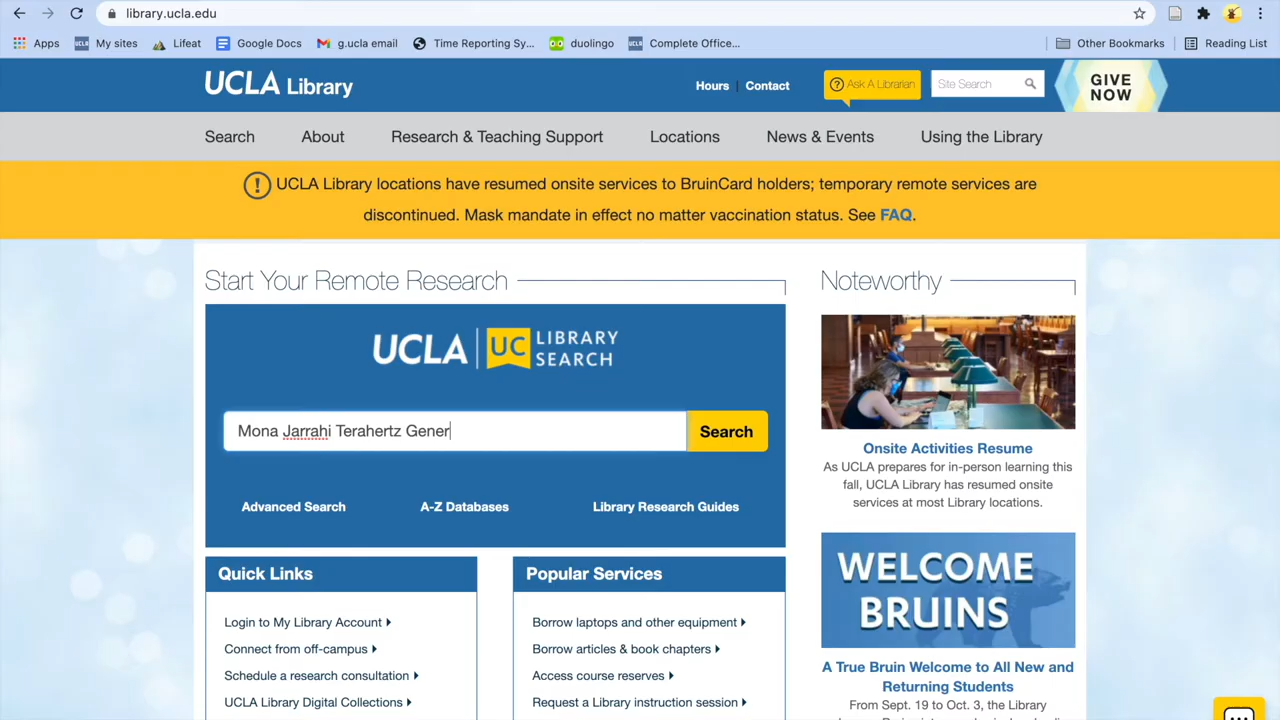 library.ucla.edu
Apps My sites Lifeat Google Docs g.ucla email Time Reporting Sy... duolingo Complete Office... Other Bookmarks Reading List
UCLA Library
Hours | Contact
? Ask A Librarian
Site Search
GIVE
NOW
Search About Research & Teaching Support Locations News & Events Using the Library
! UCLA Library locations have resumed onsite services to BruinCard holders; temporary remote services are
discontinued. Mask mandate in effect no matter vaccination status. See FAQ.
Start Your Remote Research
UCLA | UC LIBRARY
SEARCH
Mona Jarrahi Terahertz Gener
Search
Advanced Search A-Z Databases Library Research Guides
Quick Links
Login to My Library Account
Connect from off-campus
Schedule a research consultation
UCLA Library Digital Collections
Popular Services
Borrow laptops and other equipment
Borrow articles & book chapters
Access course reserves
Request a Library instruction session
Noteworthy
Onsite Activities Resume
As UCLA prepares for in-person learning this
fall, UCLA Library has resumed onsite
services at most Library locations.
WELCOME
BRUINS
A True Bruin Welcome to All New and
Returning Students
From Sept. 19 to Oct. 3, the Library